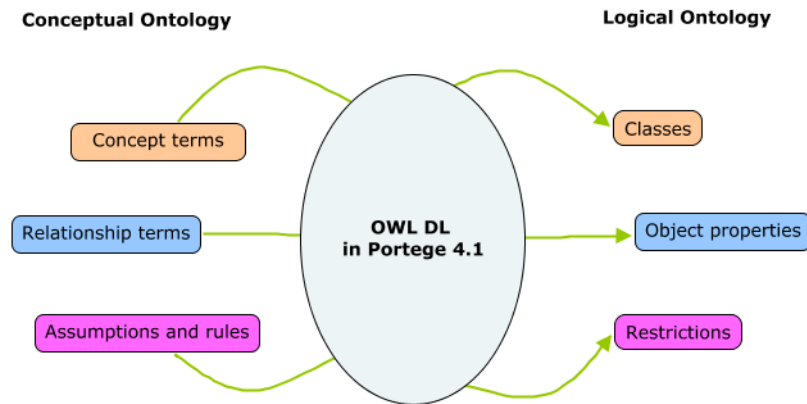 Conceptual Ontology
Logical Ontology
Concept terms
Classes
Relationship terms
OWL DL
in Portege 4.1
Object properties
Assumptions and rules
Restrictions